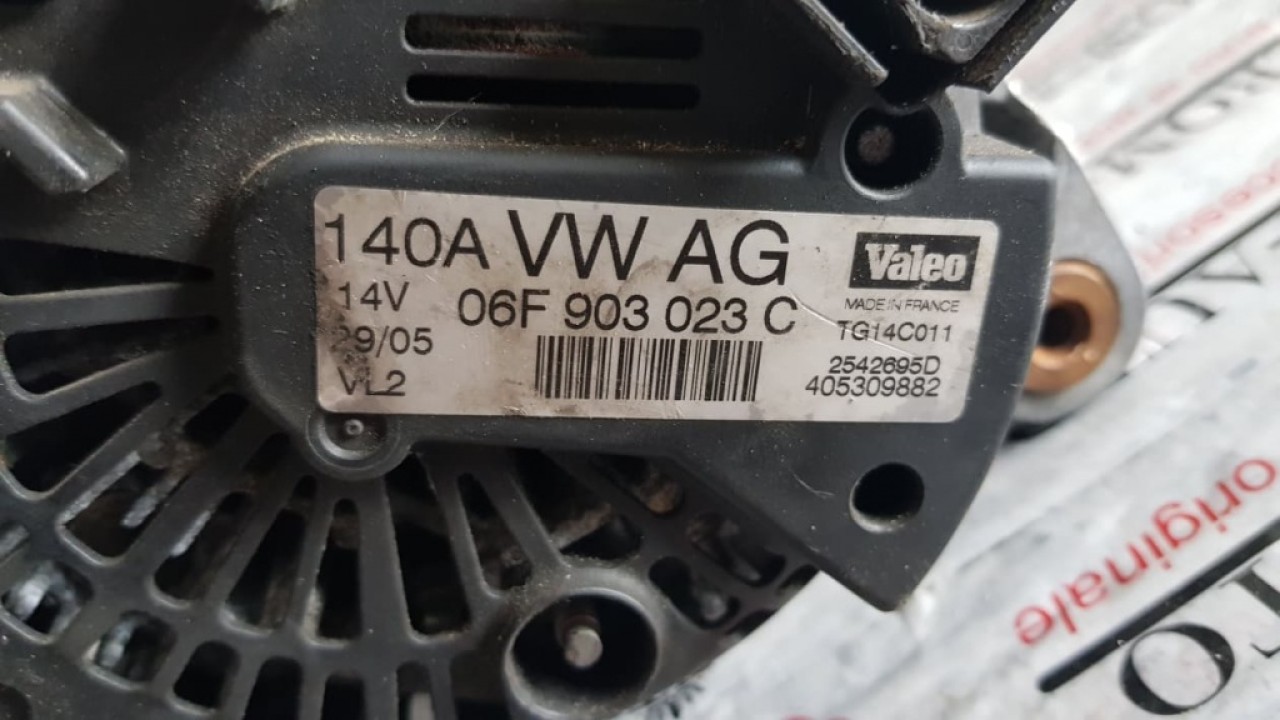 140A VW AG
Valeo
14V 06F 903 023 C
MADE IN FRANCE
29/05
TG14C011
VL2
2542695D
405309882
originale